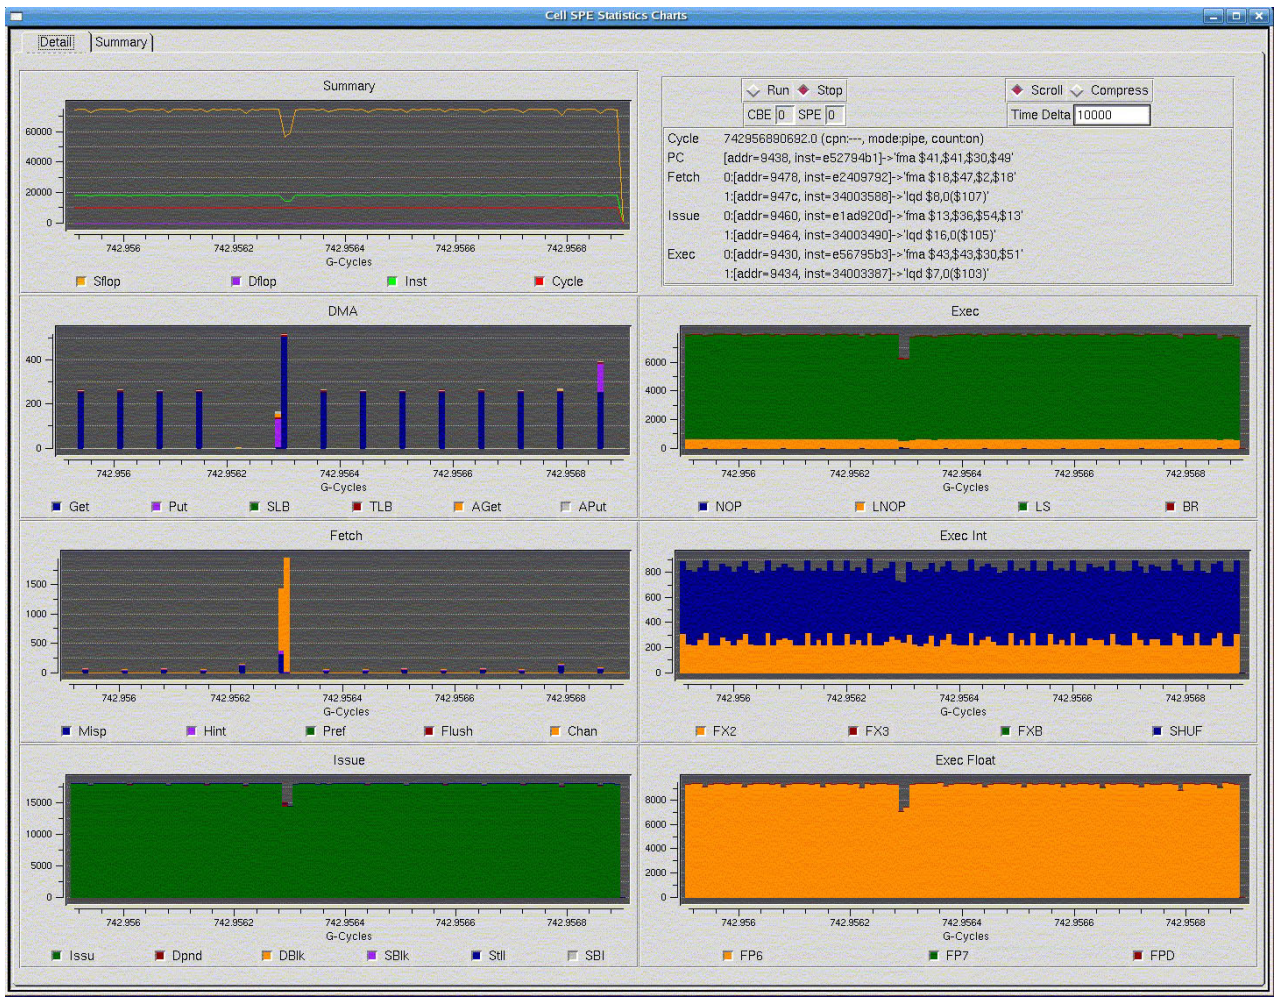 Cell SPE Statistics Charts
Detail Summary
Summary
60000
40000
20000
0
742.956 742.9562 742.9564 742.9566 742.9568
G-Cycles
Sflop Dflop Inst Cycle
Run Stop Scroll Compress
CBE 0 SPE 0 Time Delta 10000
Cycle 742956890692.0 (cpn:---, mode:pipe, count:on)
PC [addr=9438, inst=e52794b1]->'fma $41,$41,$30,$49'
Fetch 0:[addr=9478, inst=e2409792]->'fma $18,$47,$2,$18'
1:[addr=947c, inst=34003588]->'lqd $8,0($107)'
Issue 0:[addr=9460, inst=e1ad920d]->'fma $13,$36,$54,$13'
1:[addr=9464, inst=34003490]->'lqd $16,0($105)'
Exec 0:[addr=9430, inst=e56795b3]->'fma $43,$43,$30,$51'
1:[addr=9434, inst=34003387]->'lqd $7,0($103)'
DMA
400
200
0
742.956 742.9562 742.9564 742.9566 742.9568
G-Cycles
Get Put SLB TLB AGet APut
Exec
6000
4000
2000
0
742.956 742.9562 742.9564 742.9566 742.9568
G-Cycles
NOP LNOP LS BR
Fetch
1500
1000
500
0
742.956 742.9562 742.9564 742.9566 742.9568
G-Cycles
Misp Hint Pref Flush Chan
Exec Int
800
600
400
200
0
742.956 742.9562 742.9564 742.9566 742.9568
G-Cycles
FX2 FX3 FXB SHUF
Issue
15000
10000
5000
0
742.956 742.9562 742.9564 742.9566 742.9568
G-Cycles
Issu Dpnd DBlk SBlk Stll SBI
Exec Float
8000
6000
4000
2000
0
742.956 742.9562 742.9564 742.9566 742.9568
G-Cycles
FP6 FP7 FPD